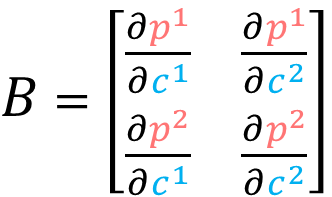 B = [ ∂p¹/∂c¹ ∂p¹/∂c²
∂p²/∂c¹ ∂p²/∂c² ]